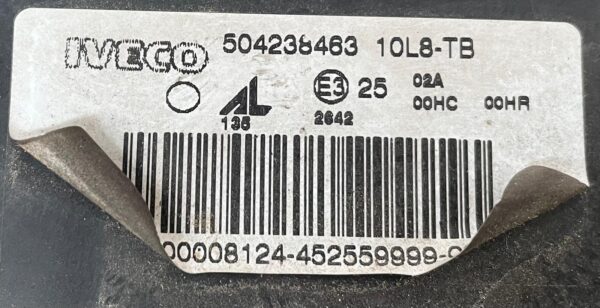 IVECO 504238463 10L8-TB
AL E3 25 02A
135 2642 00HC 00HR
00008124-452559999-